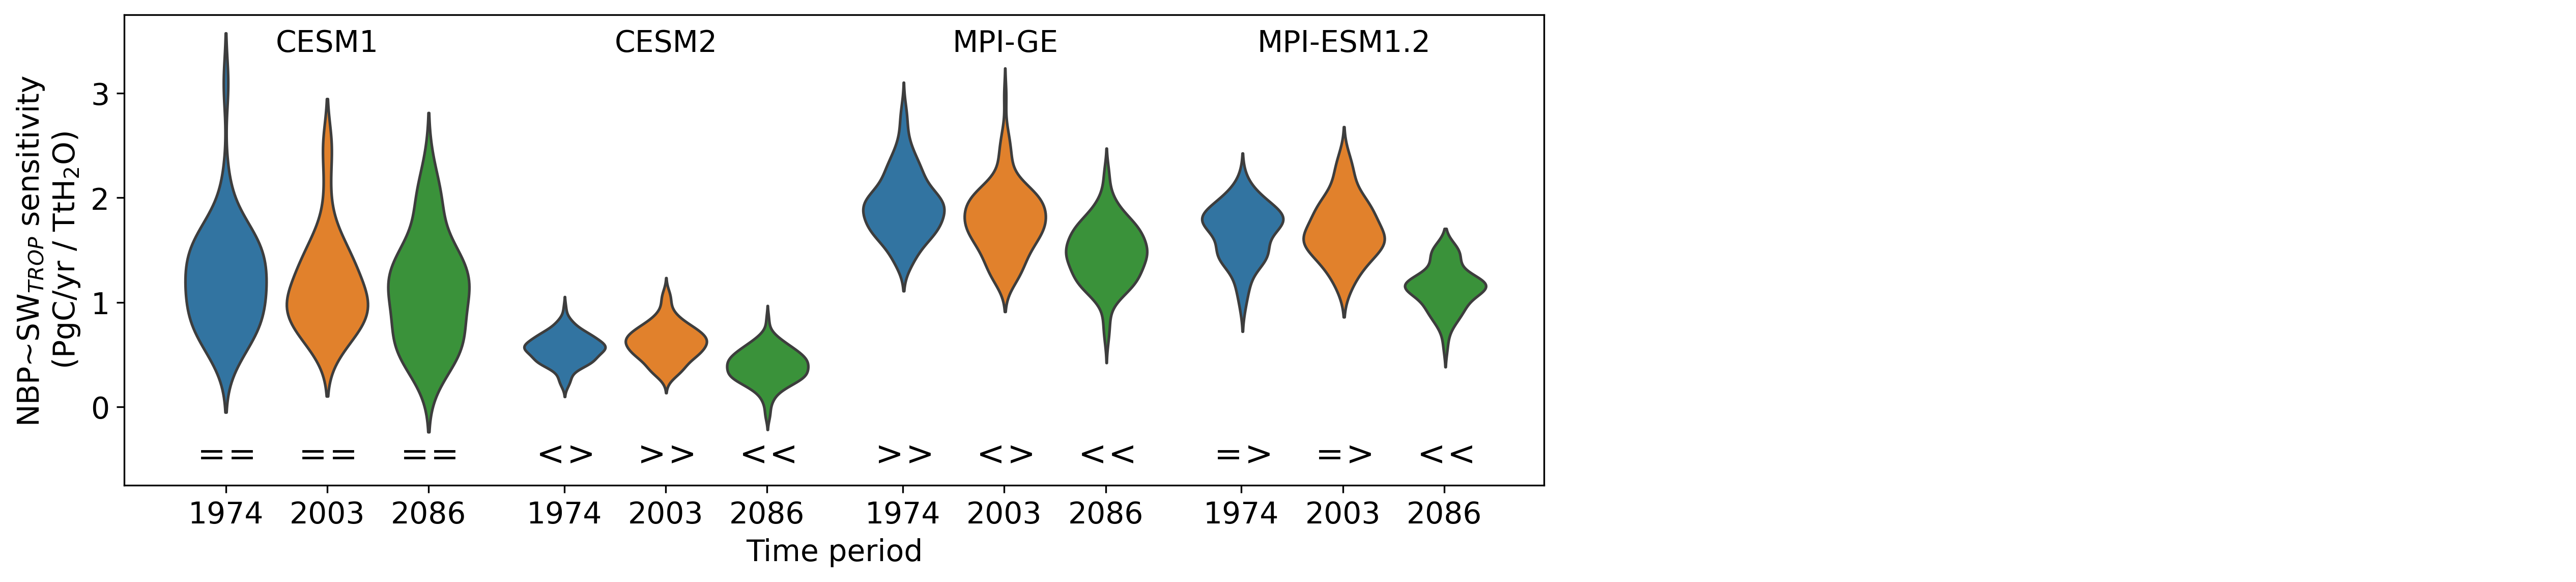 CESM1 CESM2 MPI-GE MPI-ESM1.2
NBP~SW_TROP sensitivity
(PgC/yr / TtH₂O)
3
2
1
0
== == == <> >> << >> <> << => => <<
1974 2003 2086 1974 2003 2086 1974 2003 2086 1974 2003 2086
Time period